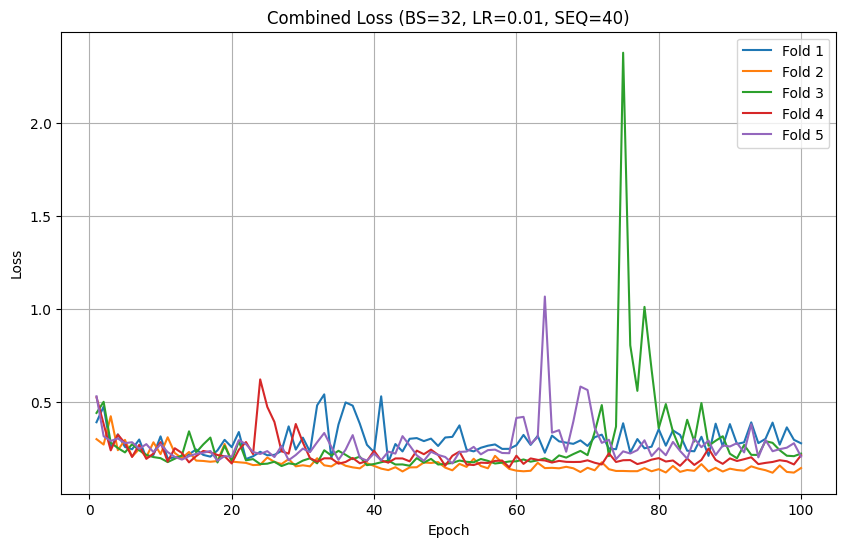 Combined Loss (BS=32, LR=0.01, SEQ=40)
Fold 1
Fold 2
Fold 3
Fold 4
Fold 5
2.0
1.5
1.0
0.5
Loss
0 20 40 60 80 100
Epoch